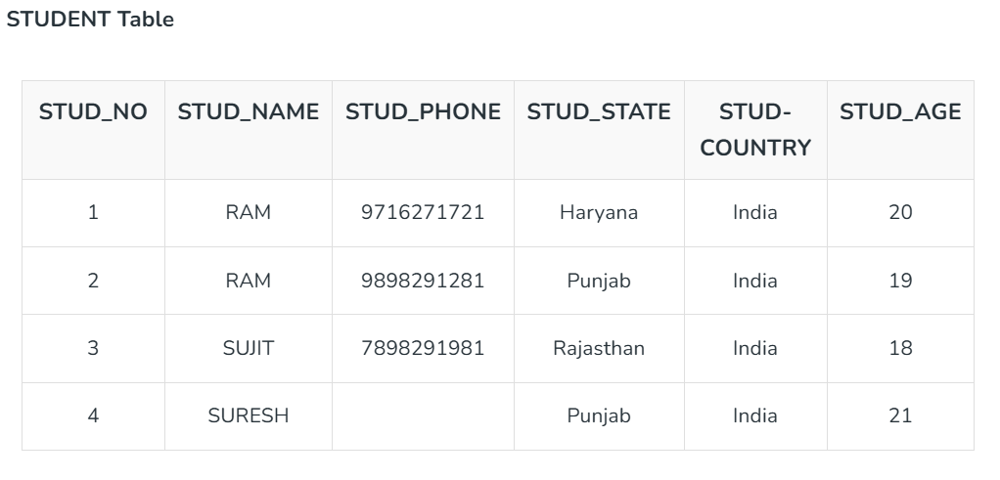 STUDENT Table
STUD_NO STUD_NAME STUD_PHONE STUD_STATE STUD-COUNTRY STUD_AGE
1 RAM 9716271721 Haryana India 20
2 RAM 9898291281 Punjab India 19
3 SUJIT 7898291981 Rajasthan India 18
4 SURESH Punjab India 21